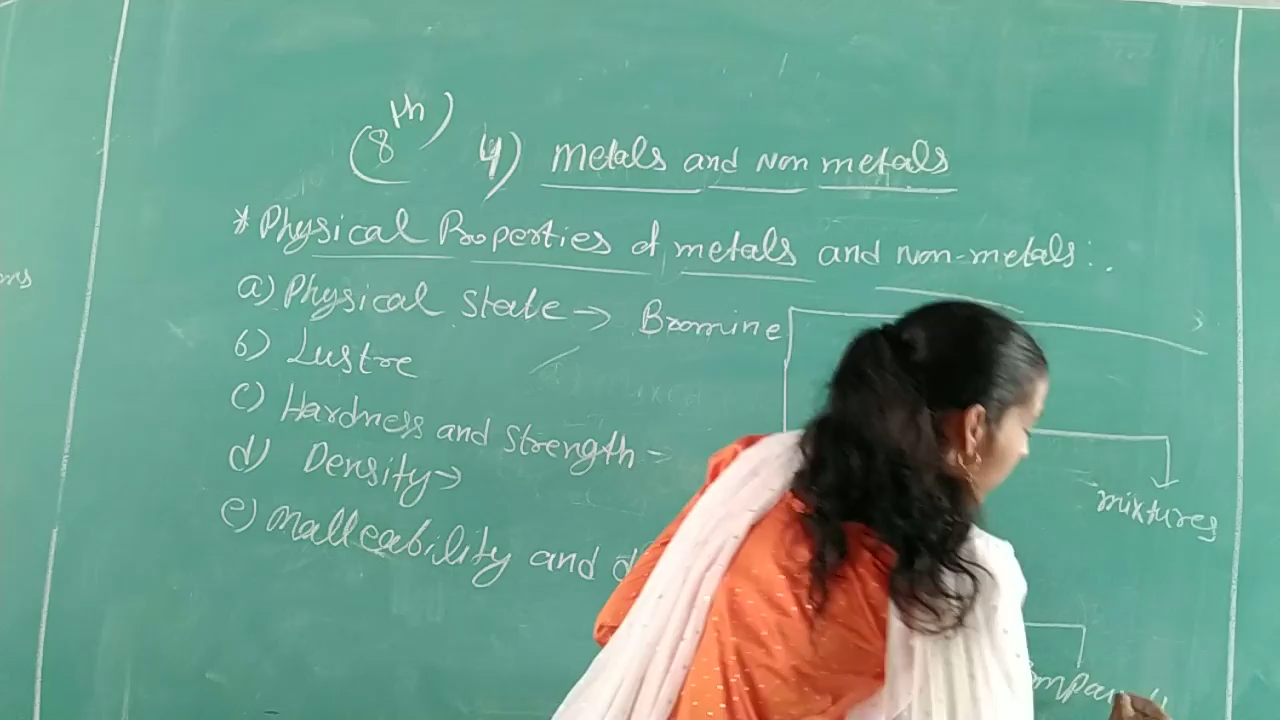 (8th) 4) Metals and Non metals
* Physical Properties of metals and Non-metals:.
a) Physical state → Bromine
b) Lustre
c) Hardness and Strength -
d) Density →
e) Malleability and d
mixtures